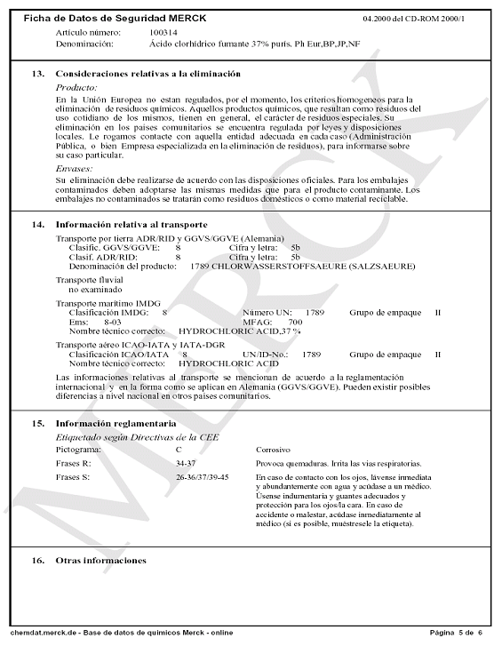 Ficha de Datos de Seguridad MERCK 04.2000 del CD-ROM 2000/1
Artículo número: 100314
Denominación: Ácido clorhídrico fumante 37% puris. Ph Eur,BP,JP,NF
13. Consideraciones relativas a la eliminación
Producto:
En la Unión Europea no estan regulados, por el momento, los criterios homogeneos para la
eliminación de residuos químicos. Aquellos productos químicos, que resultan como residuos del
uso cotidiano de los mismos, tienen en general, el carácter de residuos especiales. Su
eliminación en los países comunitarios se encuentra regulada por leyes y disposiciones
locales. Le rogamos contacte con aquella entidad adecuada en cada caso (Administración
Pública, o bien Empresa especializada en la eliminación de residuos), para informarse sobre
su caso particular.
Envases:
Su eliminación debe realizarse de acuerdo con las disposiciones oficiales. Para los embalajes
contaminados deben adoptarse las mismas medidas que para el producto contaminante. Los
embalajes no contaminados se tratarán como residuos domésticos o como material reciclable.
14. Información relativa al transporte
Transporte por tierra ADR/RID y GGVS/GGVE (Alemania)
Clasific. GGVS/GGVE: 8 Cifra y letra: 5b
Clasif. ADR/RID: 8 Cifra y letra: 5b
Denominación del producto: 1789 CHLORWASSERSTOFFSAEURE (SALZSAEURE)
Transporte fluvial
no examinado
Transporte marítimo IMDG
Clasificación IMDG: 8 Número UN: 1789 Grupo de empaque II
Ems: 8-03 MFAG: 700
Nombre técnico correcto: HYDROCHLORIC ACID,37 %
Transporte aéreo ICAO-IATA y IATA-DGR
Clasificación ICAO/IATA 8 UN/ID-No.: 1789 Grupo de empaque II
Nombre técnico correcto: HYDROCHLORIC ACID
Las informaciones relativas al transporte se mencionan de acuerdo a la reglamentación
internacional y en la forma como se aplican en Alemania (GGVS/GGVE). Pueden existir posibles
diferencias a nivel nacional en otros países comunitarios.
15. Información reglamentaria
Etiquetado según Directivas de la CEE
Pictograma: C Corrosivo
Frases R: 34-37 Provoca quemaduras. Irrita las vías respiratorias.
Frases S: 26-36/37/39-45 En caso de contacto con los ojos, lávense inmediata
y abundantemente con agua y acúdase a un médico.
Úsense indumentaria y guantes adecuados y
protección para los ojos/la cara. En caso de
accidente o malestar, acúdase inmediatamente al
médico (si es posible, muéstresele la etiqueta).
16. Otras informaciones
chemdat.merck.de - Base de datos de químicos Merck - online Página 5 de 6
MERCK